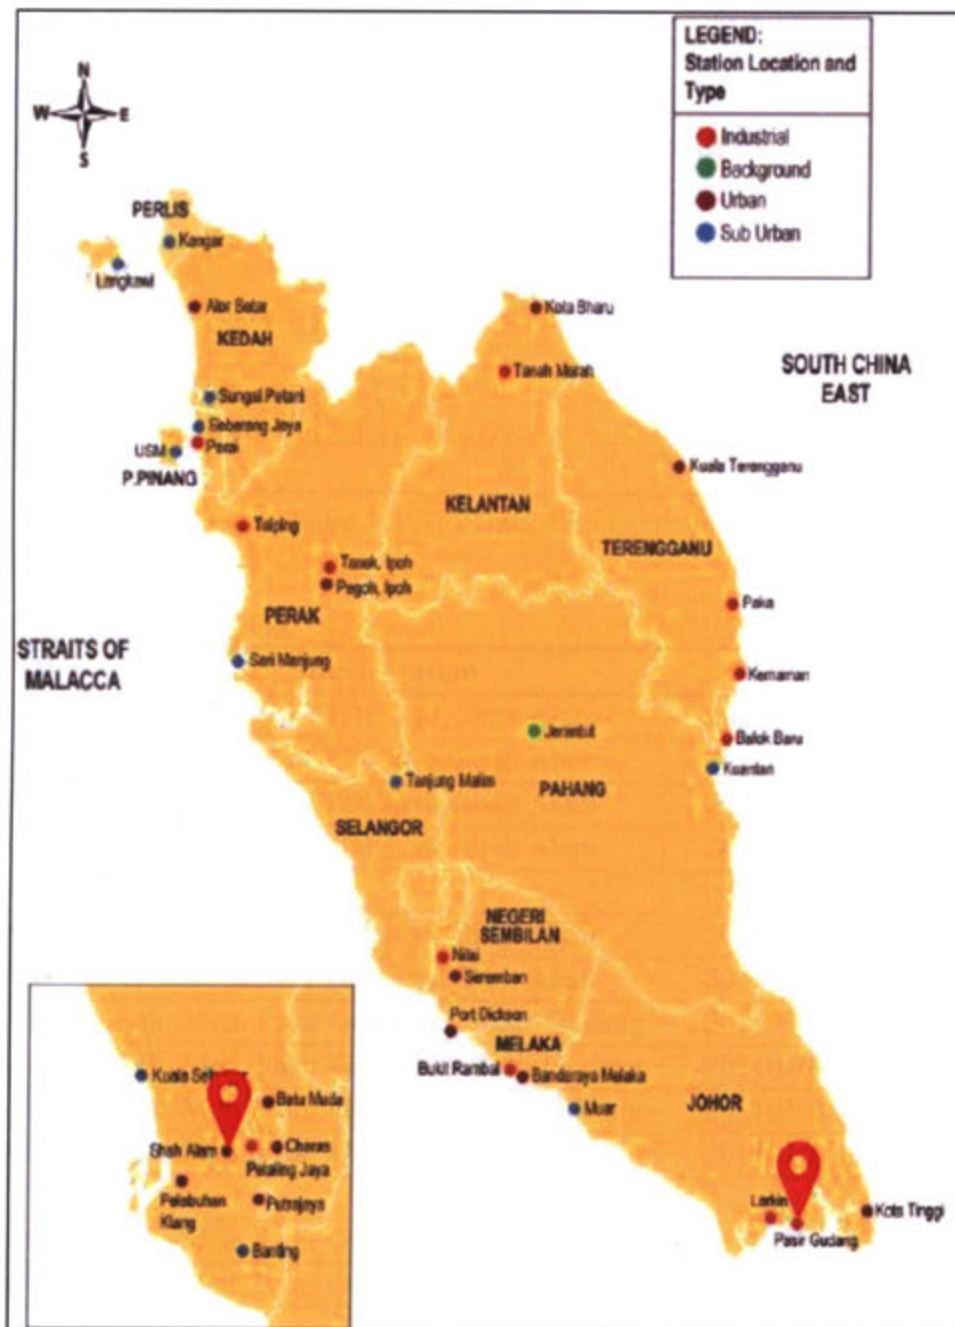 LEGEND:
Station Location and
Type
Industrial
Background
Urban
Sub Urban
N
W
E
S
PERLIS
Kangar
Langkawi
Alor Setar
KEDAH
Kota Bharu
Tanah Merah
SOUTH CHINA
EAST
Sungai Petani
Seberang Jaya
Perai
USM
P.PINANG
Kuala Terengganu
KELANTAN
Taiping
TERENGGANU
Tasek, Ipoh
Pegoh, Ipoh
PERAK
Paka
STRAITS OF
MALACCA
Seri Manjung
Kemaman
Jerantut
Balok Baru
Kuantan
Tanjung Malim
PAHANG
SELANGOR
NEGERI
SEMBILAN
Nilai
Seremban
Port Dickson
MELAKA
Bukit Rambai
Bandaraya Melaka
Muar
JOHOR
Larkin
Kota Tinggi
Pasir Gudang
Kuala
Batu Muda
Shah Alam
Cheras
Petaling Jaya
Pelabuhan
Klang
Putrajaya
Banting